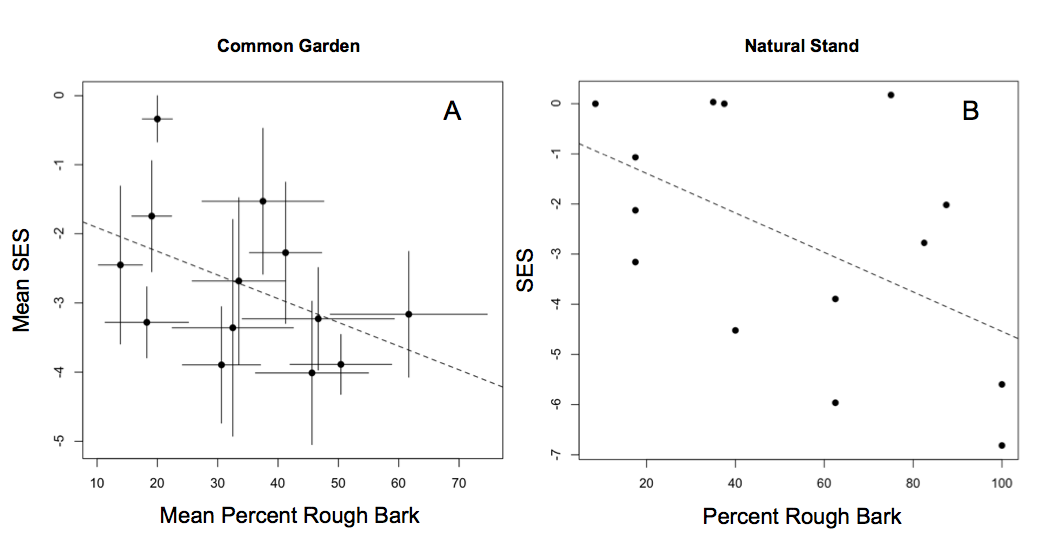 Common Garden
A
Mean SES
0
-1
-2
-3
-4
-5
10 20 30 40 50 60 70
Mean Percent Rough Bark
Natural Stand
B
SES
0
-1
-2
-3
-4
-5
-6
-7
20 40 60 80 100
Percent Rough Bark